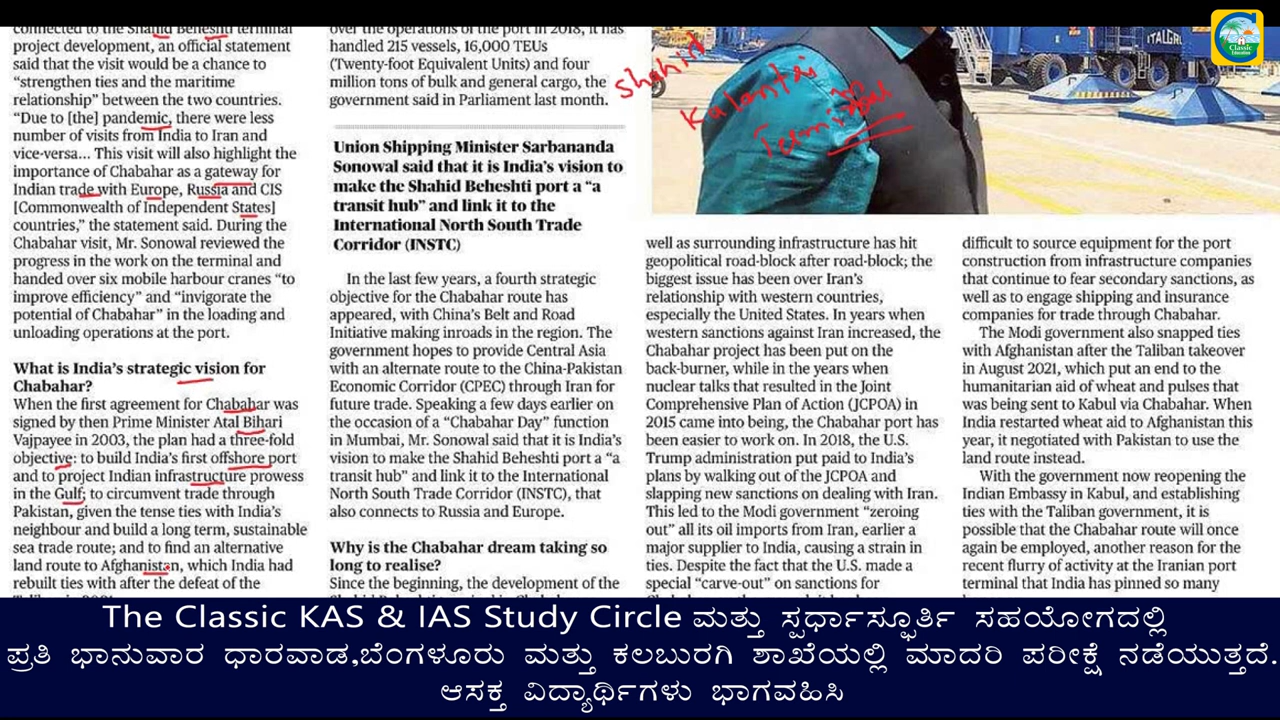 connected to the Shahid Beheshti terminal
project development, an official statement
said that the visit would be a chance to
“strengthen ties and the maritime
relationship” between the two countries.
“Due to [the] pandemic, there were less
number of visits from India to Iran and
vice-versa... This visit will also highlight the
importance of Chabahar as a gateway for
Indian trade with Europe, Russia and CIS
[Commonwealth of Independent States]
countries,” the statement said. During the
Chabahar visit, Mr. Sonowal reviewed the
progress in the work on the terminal and
handed over six mobile harbour cranes “to
improve efficiency” and “invigorate the
potential of Chabahar” in the loading and
unloading operations at the port.
What is India’s strategic vision for
Chabahar?
When the first agreement for Chabahar was
signed by then Prime Minister Atal Bihari
Vajpayee in 2003, the plan had a three-fold
objective: to build India’s first offshore port
and to project Indian infrastructure prowess
in the Gulf; to circumvent trade through
Pakistan, given the tense ties with India’s
neighbour and build a long term, sustainable
sea trade route; and to find an alternative
land route to Afghanistan, which India had
rebuilt ties with after the defeat of the
over the operations of the port in 2018, it has
handled 215 vessels, 16,000 TEUs
(Twenty-foot Equivalent Units) and four
million tons of bulk and general cargo, the
government said in Parliament last month.
Union Shipping Minister Sarbananda
Sonowal said that it is India’s vision to
make the Shahid Beheshti port a “a
transit hub” and link it to the
International North South Trade
Corridor (INSTC)
In the last few years, a fourth strategic
objective for the Chabahar route has
appeared, with China’s Belt and Road
Initiative making inroads in the region. The
government hopes to provide Central Asia
with an alternate route to the China-Pakistan
Economic Corridor (CPEC) through Iran for
future trade. Speaking a few days earlier on
the occasion of a “Chabahar Day” function
in Mumbai, Mr. Sonowal said that it is India’s
vision to make the Shahid Beheshti port a “a
transit hub” and link it to the International
North South Trade Corridor (INSTC), that
also connects to Russia and Europe.
Why is the Chabahar dream taking so
long to realise?
Since the beginning, the development of the
Shahid
Kalantari
Terminal
ITALGRU
well as surrounding infrastructure has hit
geopolitical road-block after road-block; the
biggest issue has been over Iran’s
relationship with western countries,
especially the United States. In years when
western sanctions against Iran increased, the
Chabahar project has been put on the
back-burner, while in the years when
nuclear talks that resulted in the Joint
Comprehensive Plan of Action (JCPOA) in
2015 came into being, the Chabahar port has
been easier to work on. In 2018, the U.S.
Trump administration put paid to India’s
plans by walking out of the JCPOA and
slapping new sanctions on dealing with Iran.
This led to the Modi government “zeroing
out” all its oil imports from Iran, earlier a
major supplier to India, causing a strain in
ties. Despite the fact that the U.S. made a
special “carve-out” on sanctions for
difficult to source equipment for the port
construction from infrastructure companies
that continue to fear secondary sanctions, as
well as to engage shipping and insurance
companies for trade through Chabahar.
The Modi government also snapped ties
with Afghanistan after the Taliban takeover
in August 2021, which put an end to the
humanitarian aid of wheat and pulses that
was being sent to Kabul via Chabahar. When
India restarted wheat aid to Afghanistan this
year, it negotiated with Pakistan to use the
land route instead.
With the government now reopening the
Indian Embassy in Kabul, and establishing
ties with the Taliban government, it is
possible that the Chabahar route will once
again be employed, another reason for the
recent flurry of activity at the Iranian port
terminal that India has pinned so many
Classic
Education
The Classic KAS & IAS Study Circle ಮತ್ತು ಸ್ಪರ್ಧಾಸ್ಫೂರ್ತಿ ಸಹಯೋಗದಲ್ಲಿ
ಪ್ರತಿ ಭಾನುವಾರ ಧಾರವಾಡ,ಬೆಂಗಳೂರು ಮತ್ತು ಕಲಬುರಗಿ ಶಾಖೆಯಲ್ಲಿ ಮಾದರಿ ಪರೀಕ್ಷೆ ನಡೆಯುತ್ತದೆ.
ಆಸಕ್ತ ವಿದ್ಯಾರ್ಥಿಗಳು ಭಾಗವಹಿಸಿ